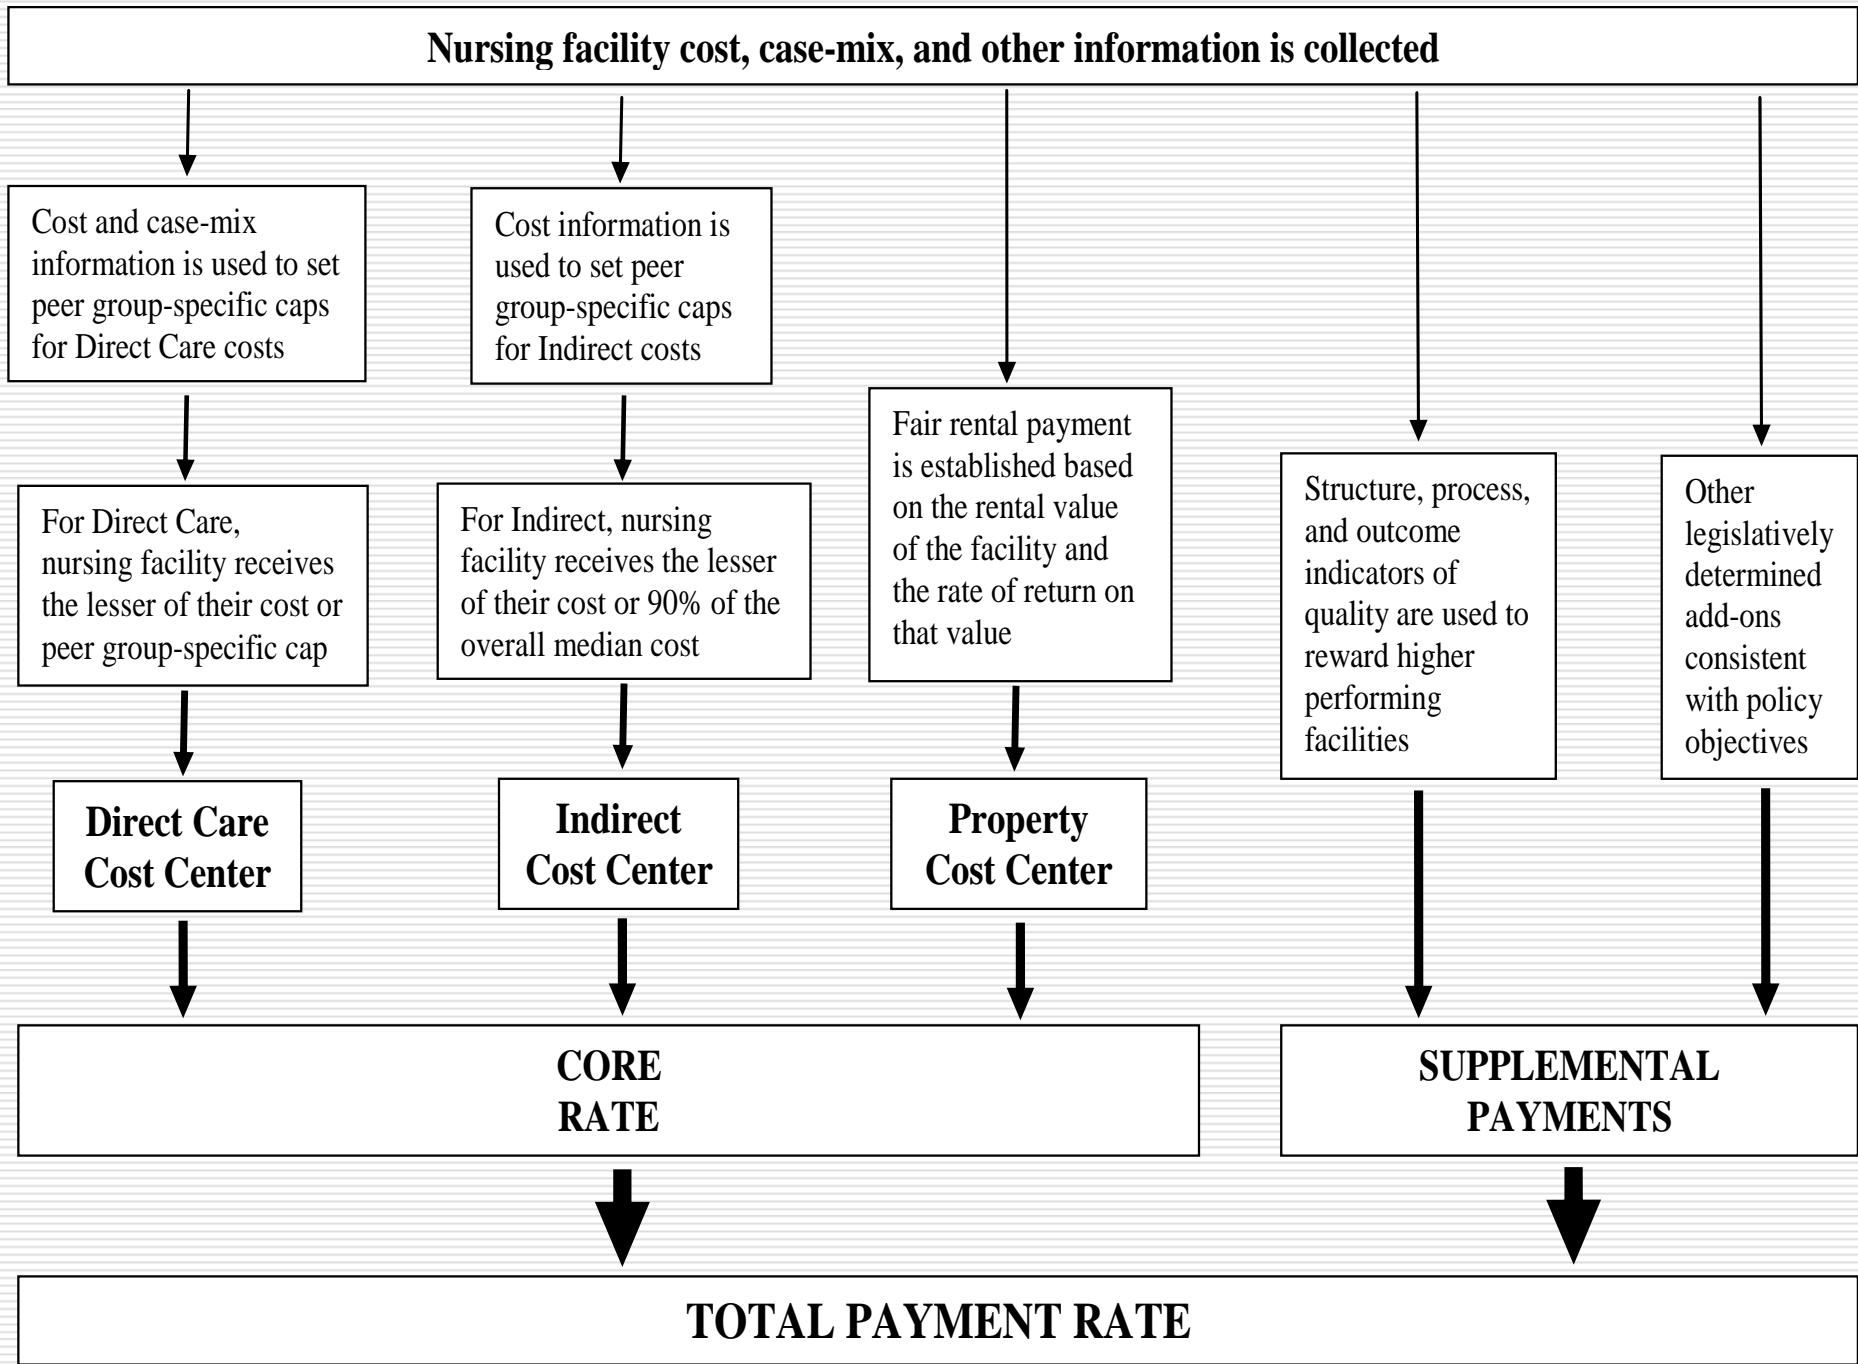 Nursing facility cost, case-mix, and other information is collected
Cost and case-mix
information is used to set
peer group-specific caps
for Direct Care costs
Cost information is
used to set peer
group-specific caps
for Indirect costs
Fair rental payment
is established based
on the rental value
of the facility and
the rate of return on
that value
Structure, process,
and outcome
indicators of
quality are used to
reward higher
performing
facilities
Other
legislatively
determined
add-ons
consistent
with policy
objectives
For Direct Care,
nursing facility receives
the lesser of their cost or
peer group-specific cap
For Indirect, nursing
facility receives the lesser
of their cost or 90% of the
overall median cost
Direct Care
Cost Center
Indirect
Cost Center
Property
Cost Center
CORE
RATE
SUPPLEMENTAL
PAYMENTS
TOTAL PAYMENT RATE